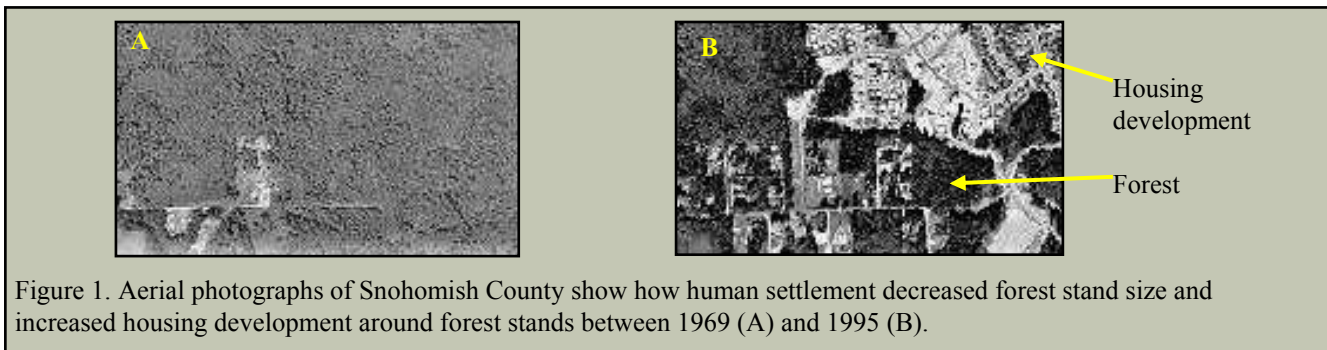 A
B
Housing
development
Forest
Figure 1. Aerial photographs of Snohomish County show how human settlement decreased forest stand size and
increased housing development around forest stands between 1969 (A) and 1995 (B).